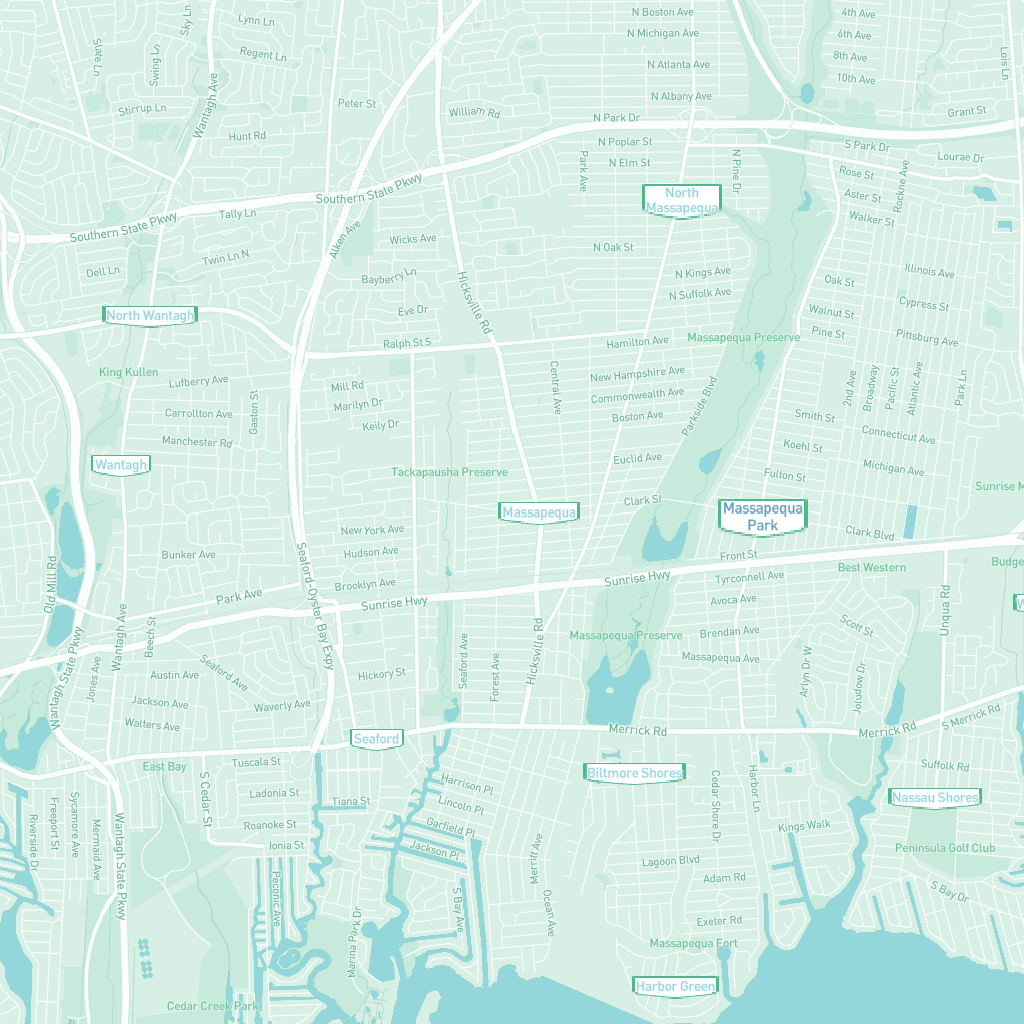 N Boston Ave
4th Ave
Lynn Ln
Sky Ln
6th Ave
N Michigan Ave
State Ln
Swing Ln
Regent Ln
8th Ave
Lois Ln
N Atlanta Ave
10th Ave
Wantagh Ave
N Albany Ave
Peter St
Stirrup Ln
William Rd
Grant St
N Park Dr
Hunt Rd
N Poplar St
S Park Dr
Lourae Dr
N Elm St
Park Ave
N Pine Dr
Rose St
Rockne Ave
Southern State Pkwy
Aster St
North
Massapequa
Tally Ln
Walker St
Southern State Pkwy
Alken Ave
Wicks Ave
N Oak St
Twin Ln N
Dell Ln
Bayberry Ln
N Kings Ave
Illinois Ave
Oak St
N Suffolk Ave
Hicksville Rd
Cypress St
Eve Dr
North Wantagh
Walnut St
Pine St
Massapequa Preserve
Pittsburg Ave
Ralph St S
Hamilton Ave
King Kullen
New Hampshire Ave
Lufberry Ave
Mill Rd
Central Ave
2nd Ave
Broadway
Pacific St
Atlantic Ave
Park Ln
Commonwealth Ave
Gaston St
Marilyn Dr
Parkside Blvd
Carrollton Ave
Boston Ave
Smith St
Keily Dr
Connecticut Ave
Manchester Rd
Koehl St
Euclid Ave
Wantagh
Michigan Ave
Tackapausha Preserve
Fulton St
Sunrise M
Clark St
Massapequa
Massapequa
Park
New York Ave
Clark Blvd
Bunker Ave
Hudson Ave
Front St
Best Western
Budge
Old Mill Rd
Seaford-Oyster Bay Expy
Brooklyn Ave
Sunrise Hwy
Tyrconnell Ave
Park Ave
Sunrise Hwy
Avoca Ave
Unqua Rd
W
Wantagh Ave
Beech St
Scott St
Massapequa Preserve
Brendan Ave
Hicksville Rd
Seaford Ave
Massapequa Ave
Jones Ave
Seaford Ave
Forest Ave
Austin Ave
Hickory St
Arlyn Dr W
Joludow Dr
Wantagh State Pkwy
Jackson Ave
Waverly Ave
S Merrick Rd
Walters Ave
Merrick Rd
Merrick Rd
Seaford
East Bay
Tuscala St
Suffolk Rd
Biltmore Shores
S Cedar St
Harrison Pl
Cedar Shore Dr
Harbor Ln
Ladonia St
Tiana St
Lincoln Pl
Nassau Shores
Riverside Dr
Freeport St
Sycamore Ave
Mermaid Ave
Wantagh State Pkwy
Roanoke St
Garfield Pl
Kings Walk
Ionia St
Jackson Pl
Merritt Ave
Peninsula Golf Club
Lagoon Blvd
Adam Rd
Peconic Ave
S Bay Ave
Ocean Ave
S Bay Dr
Marina Park Dr
Exeter Rd
Massapequa Fort
Harbor Green
Cedar Creek Park